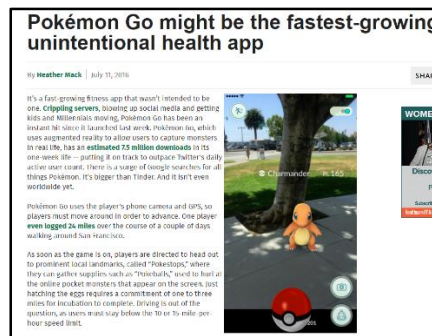 Pokémon Go might be the fastest-growing
unintentional health app
By Heather Mack | July 11, 2016
SHAR
It's a fast-growing fitness app that wasn't intended to be
one. Crippling servers, blowing up social media and getting
kids and Millennials moving, Pokémon Go has been an
instant hit since it launched last week. Pokémon Go, which
uses augmented reality to allow users to capture monsters
in real life, has an estimated 7.5 million downloads in its
one-week life — putting it on track to outpace Twitter's daily
active user count. There is a surge of Google searches for all
things Pokémon. It's bigger than Tinder. And it isn't even
worldwide yet.
Pokémon Go uses the player's phone camera and GPS, so
players must move around in order to advance. One player
even logged 24 miles over the course of a couple of days
walking around San Francisco.
As soon as the game is on, players are directed to head out
to prominent local landmarks, called "Pokestops," where
they can gather supplies such as "Pokeballs," used to hurl at
the online pocket monsters that appear on the screen. Just
hatching the eggs requires a commitment of one to three
miles for incubation to complete. Driving is out of the
question, as users must stay below the 10 or 15 mile-per-
hour speed limit.
Charmander
165
WOME
Disco
Subscri